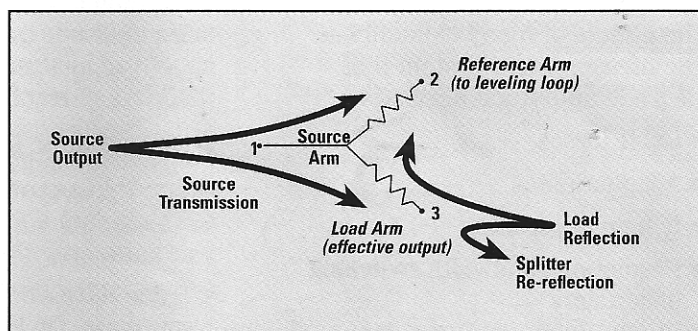 2
Reference Arm
(to leveling loop)
Source
Output
1
Source
Arm
Source
Transmission
3
Load Arm
(effective output)
Load
Reflection
Splitter
Re-reflection